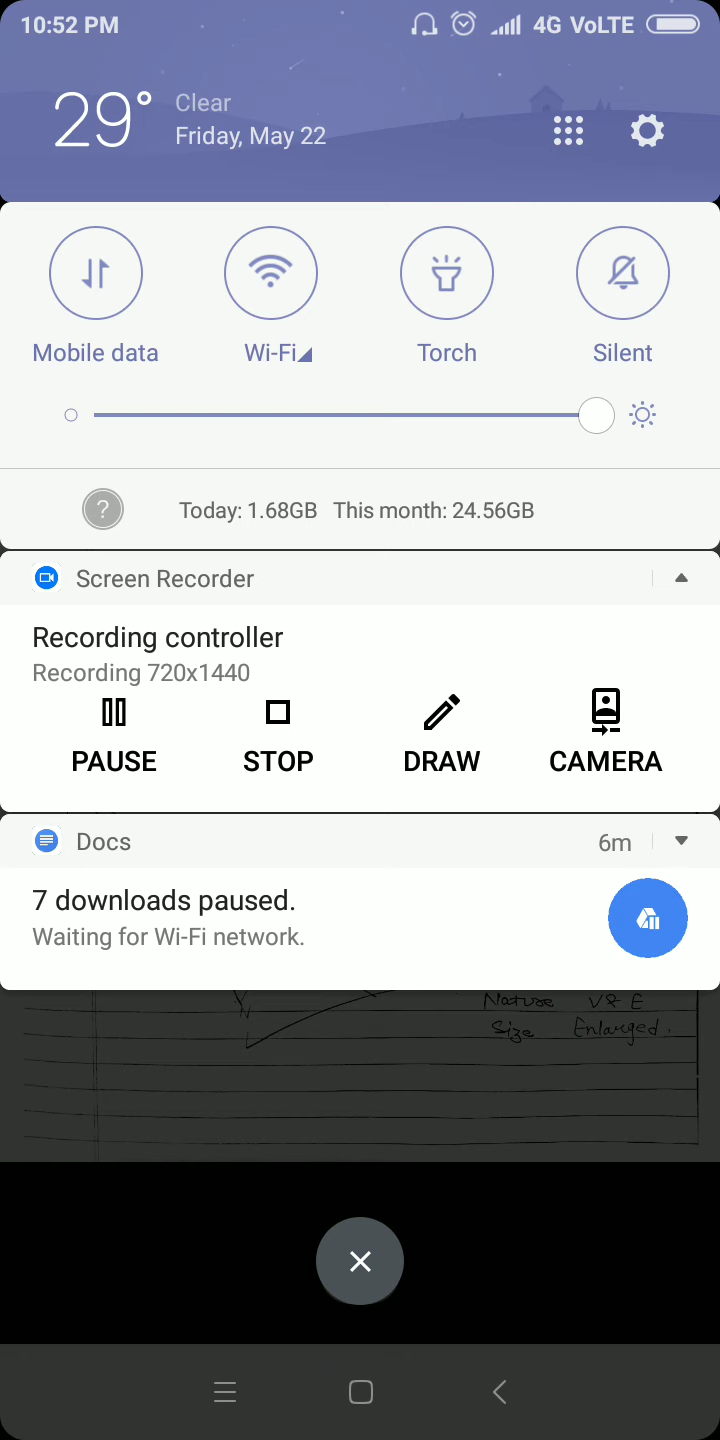 10:52 PM 4G VoLTE
29° Clear
Friday, May 22
Mobile data Wi-Fi Torch Silent
? Today: 1.68GB This month: 24.56GB
Screen Recorder
Recording controller
Recording 720x1440
PAUSE STOP DRAW CAMERA
Docs 6m
7 downloads paused.
Waiting for Wi-Fi network.
Nature V & E
Size Enlarged.